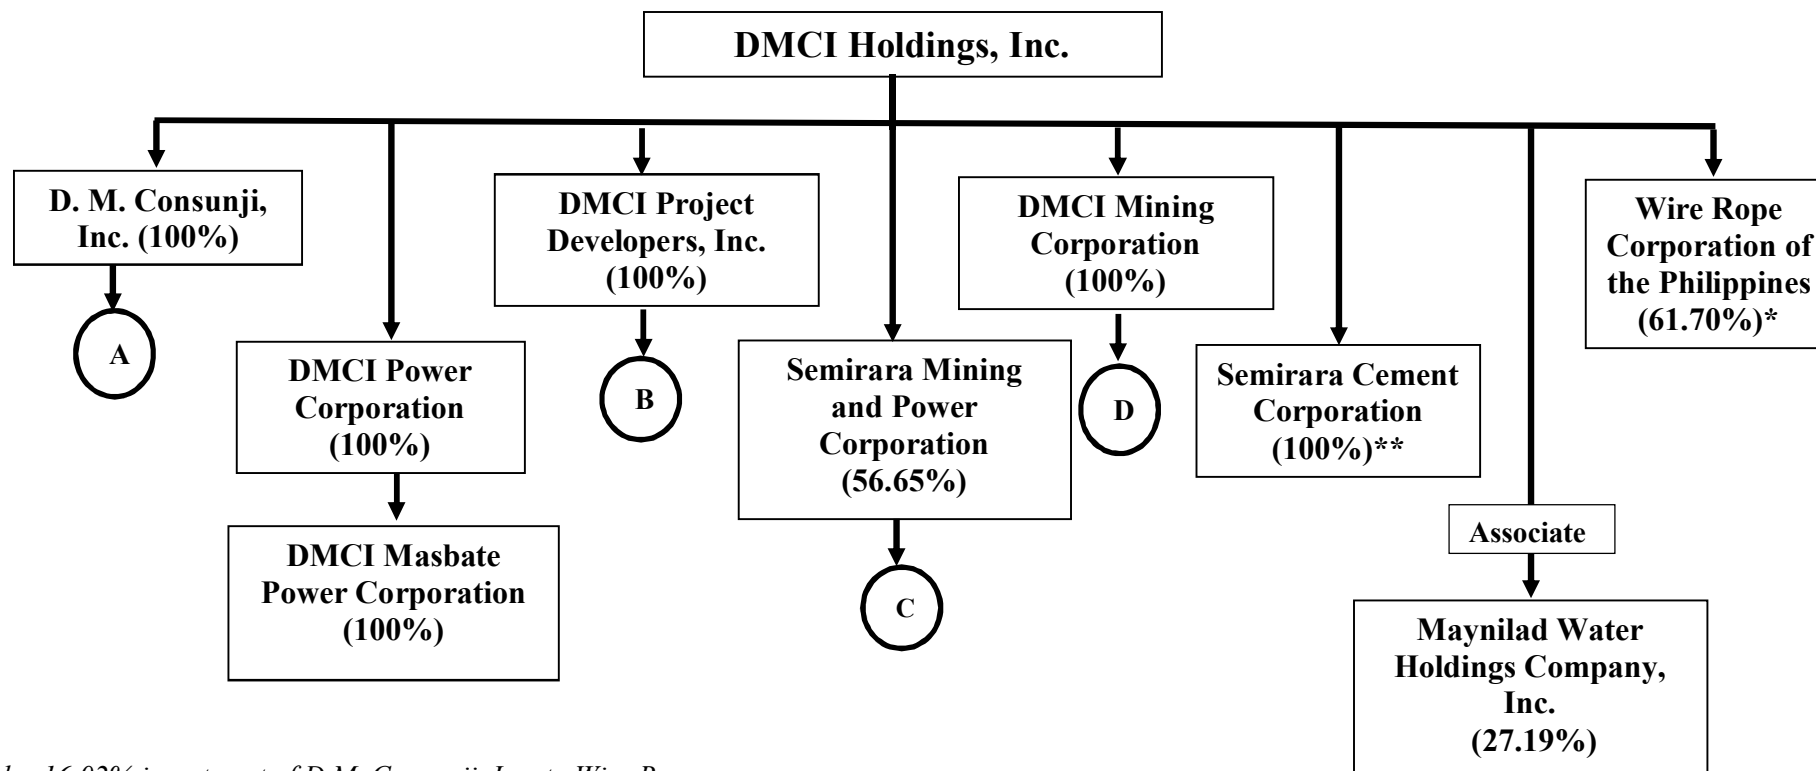 DMCI Holdings, Inc.
D. M. Consunji,
Inc. (100%)
A
DMCI Power
Corporation
(100%)
DMCI Masbate
Power Corporation
(100%)
DMCI Project
Developers, Inc.
(100%)
B
Semirara Mining
and Power
Corporation
(56.65%)
C
DMCI Mining
Corporation
(100%)
D
Semirara Cement
Corporation
(100%)**
Associate
Maynilad Water
Holdings Company,
Inc.
(27.19%)
Wire Rope
Corporation of
the Philippines
(61.70%)*